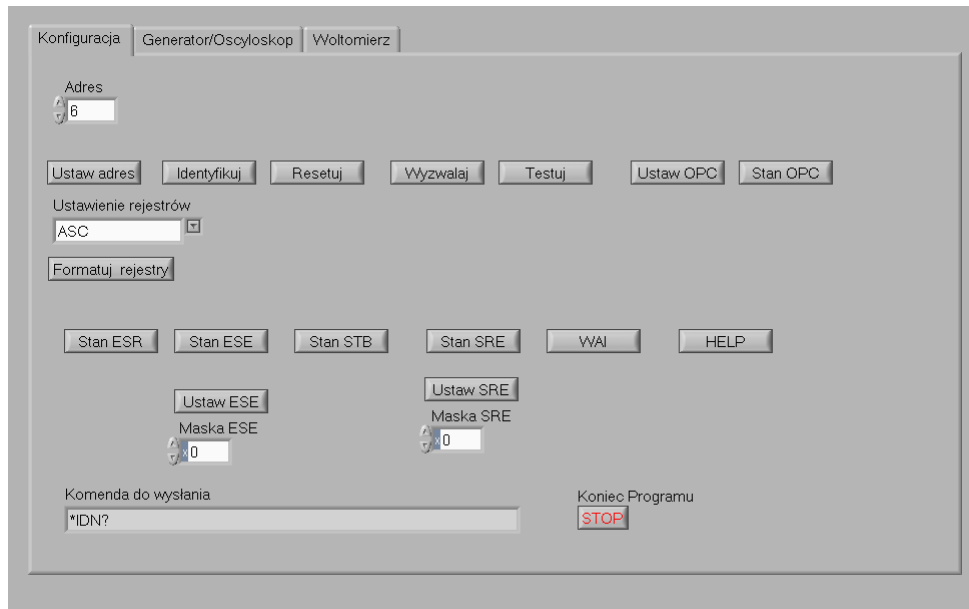 Konfiguracja Generator/Oscyloskop Woltomierz
Adres
6
Ustaw adres Identyfikuj Resetuj Wyzwalaj Testuj Ustaw OPC Stan OPC
Ustawienie rejestrów
ASC
Formatuj rejestry
Stan ESR Stan ESE Stan STB Stan SRE WAI HELP
Ustaw ESE Ustaw SRE
Maska ESE Maska SRE
x0 x0
Komenda do wysłania Koniec Programu
*IDN? STOP